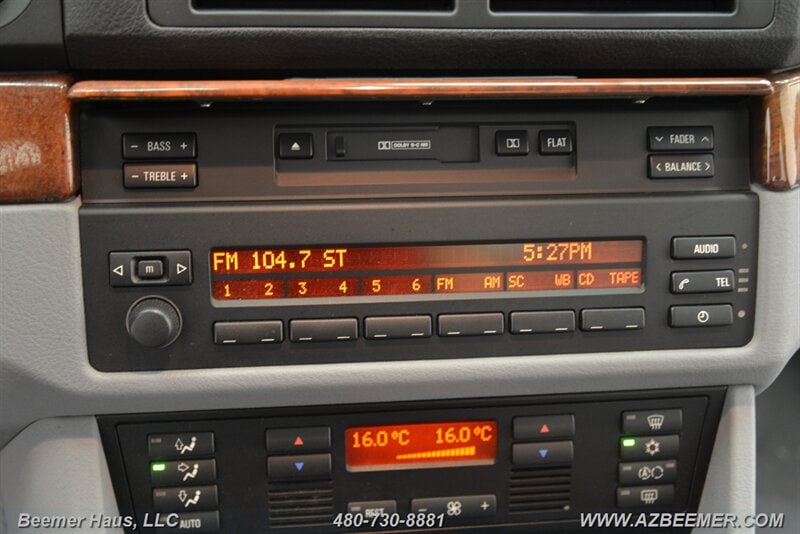 - BASS +
DOLBY B-C NR
FLAT
FADER
- TREBLE +
< BALANCE >
FM 104.7 ST 5:27PM
m
AUDIO
1 2 3 4 5 6 FM AM SC WB CD TAPE
TEL
16.0°C 16.0°C
A
REST
- +
AUTO
Beemer Haus, LLC 480-730-8881 WWW.AZBEEMER.COM